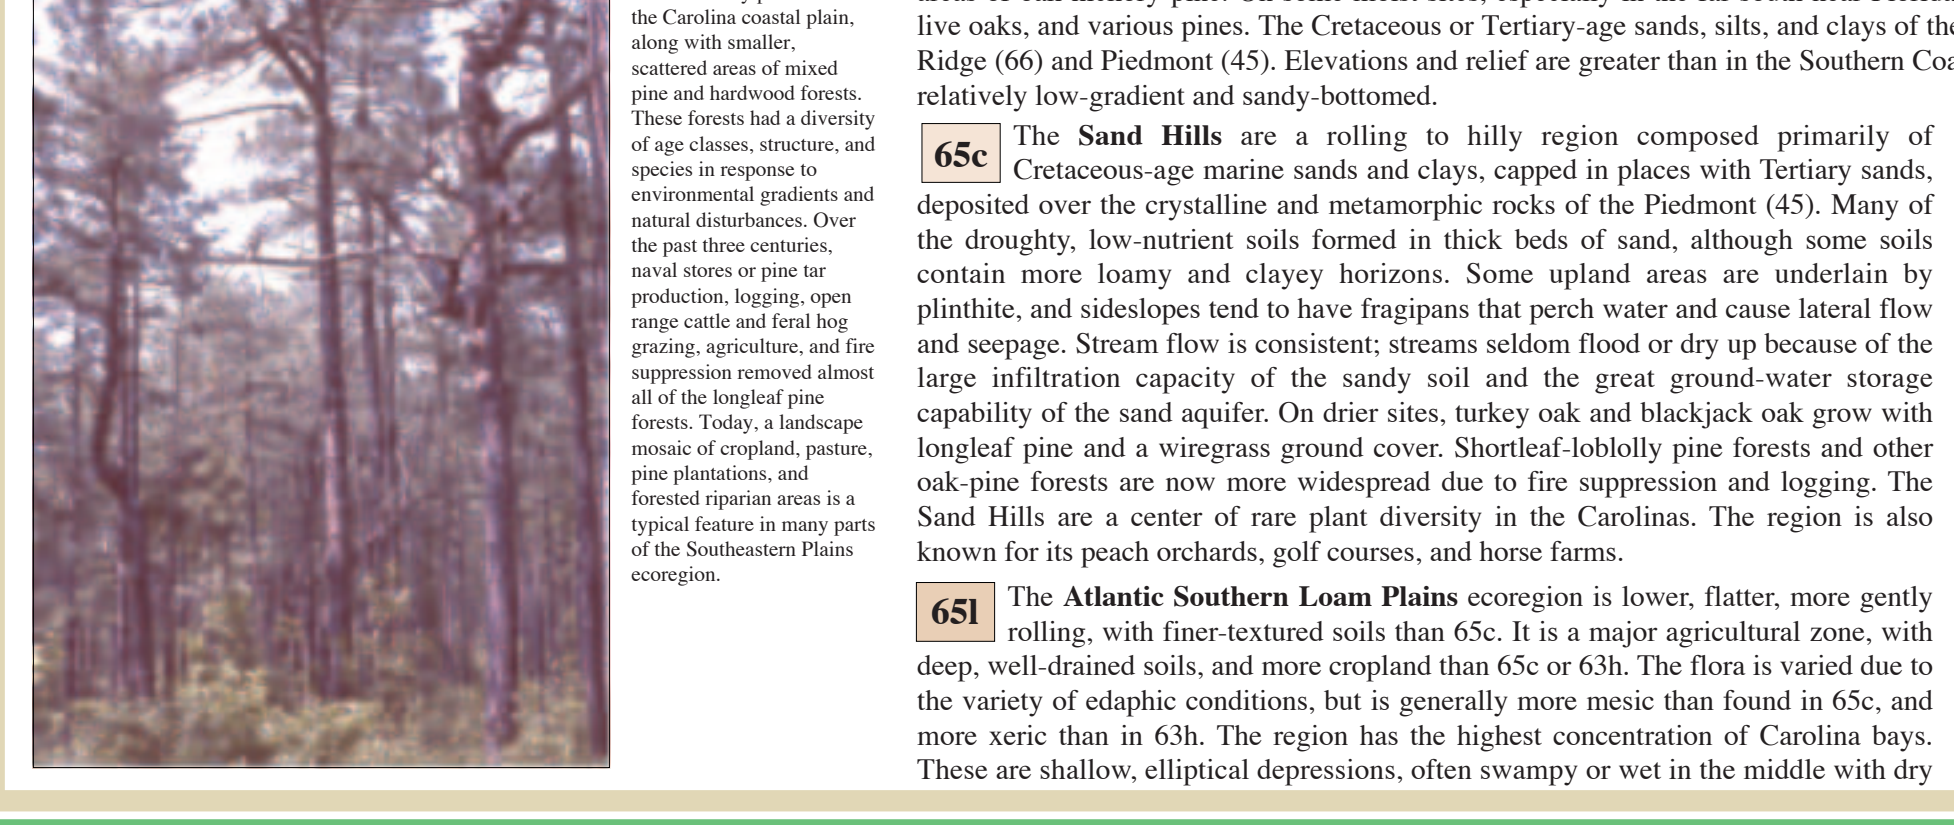 the Carolina coastal plain,
along with smaller,
scattered areas of mixed
pine and hardwood forests.
These forests had a diversity
of age classes, structure, and
species in response to
environmental gradients and
natural disturbances. Over
the past three centuries,
naval stores or pine tar
production, logging, open
range cattle and feral hog
grazing, agriculture, and fire
suppression removed almost
all of the longleaf pine
forests. Today, a landscape
mosaic of cropland, pasture,
pine plantations, and
forested riparian areas is a
typical feature in many parts
of the Southeastern Plains
ecoregion.
live oaks, and various pines. The Cretaceous or Tertiary-age sands, silts, and clays of the
Ridge (66) and Piedmont (45). Elevations and relief are greater than in the Southern Coa
relatively low-gradient and sandy-bottomed.
65c
The Sand Hills are a rolling to hilly region composed primarily of
Cretaceous-age marine sands and clays, capped in places with Tertiary sands,
deposited over the crystalline and metamorphic rocks of the Piedmont (45). Many of
the droughty, low-nutrient soils formed in thick beds of sand, although some soils
contain more loamy and clayey horizons. Some upland areas are underlain by
plinthite, and sideslopes tend to have fragipans that perch water and cause lateral flow
and seepage. Stream flow is consistent; streams seldom flood or dry up because of the
large infiltration capacity of the sandy soil and the great ground-water storage
capability of the sand aquifer. On drier sites, turkey oak and blackjack oak grow with
longleaf pine and a wiregrass ground cover. Shortleaf-loblolly pine forests and other
oak-pine forests are now more widespread due to fire suppression and logging. The
Sand Hills are a center of rare plant diversity in the Carolinas. The region is also
known for its peach orchards, golf courses, and horse farms.
65l
The Atlantic Southern Loam Plains ecoregion is lower, flatter, more gently
rolling, with finer-textured soils than 65c. It is a major agricultural zone, with
deep, well-drained soils, and more cropland than 65c or 63h. The flora is varied due to
the variety of edaphic conditions, but is generally more mesic than found in 65c, and
more xeric than in 63h. The region has the highest concentration of Carolina bays.
These are shallow, elliptical depressions, often swampy or wet in the middle with dry